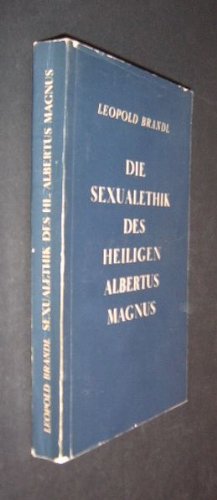 LEOPOLD BRANDL
DIE
SEXUALETHIK
DES
HEILIGEN
ALBERTUS
MAGNUS
LEOPOLD BRANDL SEXUALETHIK DES HL. ALBERTUS MAGNUS